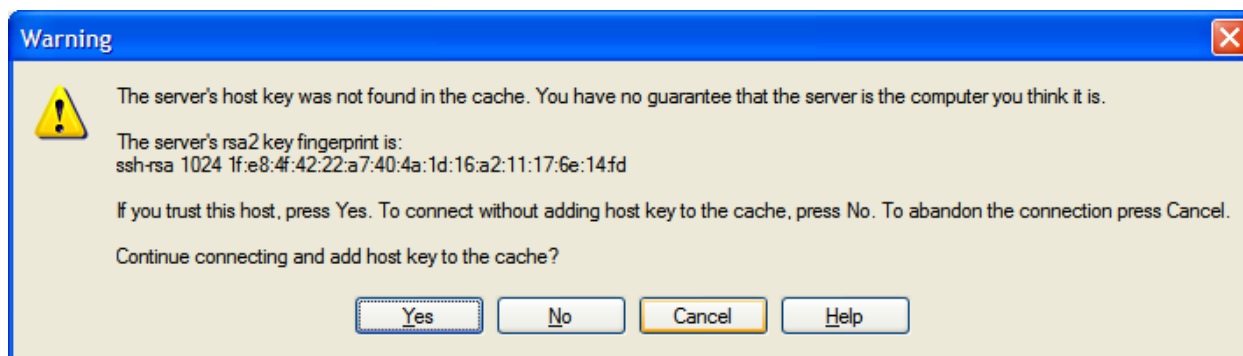 Warning
The server's host key was not found in the cache. You have no guarantee that the server is the computer you think it is.
The server's rsa2 key fingerprint is:
ssh-rsa 1024 1f:e8:4f:42:22:a7:40:4a:1d:16:a2:11:17:6e:14:fd
If you trust this host, press Yes. To connect without adding host key to the cache, press No. To abandon the connection press Cancel.
Continue connecting and add host key to the cache?
Yes No Cancel Help